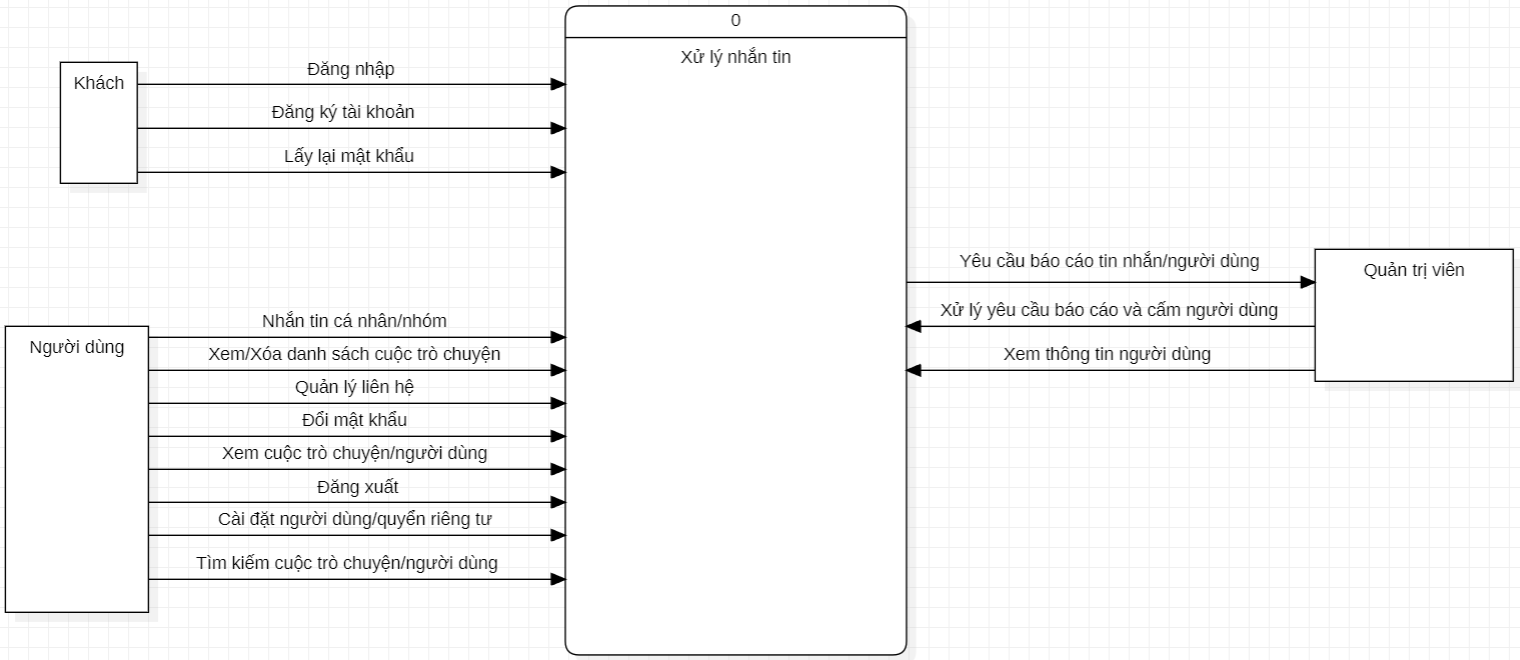 0
Xử lý nhắn tin
Khách
Đăng nhập
Đăng ký tài khoản
Lấy lại mật khẩu
Người dùng
Nhắn tin cá nhân/nhóm
Xem/Xóa danh sách cuộc trò chuyện
Quản lý liên hệ
Đổi mật khẩu
Xem cuộc trò chuyện/người dùng
Đăng xuất
Cài đặt người dùng/quyển riêng tư
Tìm kiếm cuộc trò chuyện/người dùng
Yêu cầu báo cáo tin nhắn/người dùng
Xử lý yêu cầu báo cáo và cấm người dùng
Xem thông tin người dùng
Quản trị viên